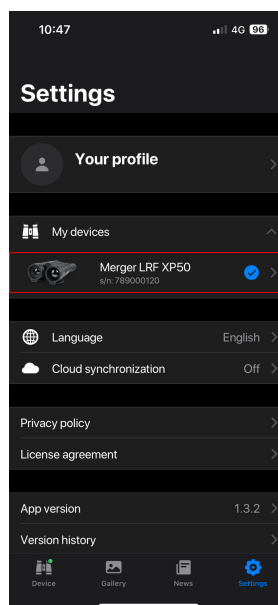 10:47
4G 96
Settings
Your profile
My devices
Merger LRF XP50
s/n: 789000120
Language English
Cloud synchronization Off
Privacy policy
License agreement
App version 1.3.2
Version history
Device Gallery News Settings